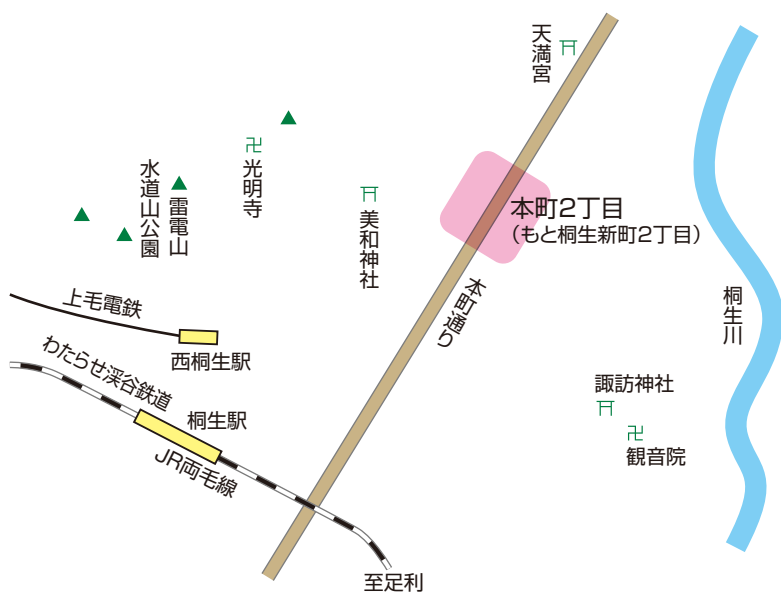 天満宮
光明寺
水道山公園
雷電山
美和神社
本町2丁目
（もと桐生新町2丁目）
本町通り
桐生川
上毛電鉄
西桐生駅
わたらせ渓谷鉄道
桐生駅
JR両毛線
諏訪神社
観音院
至足利